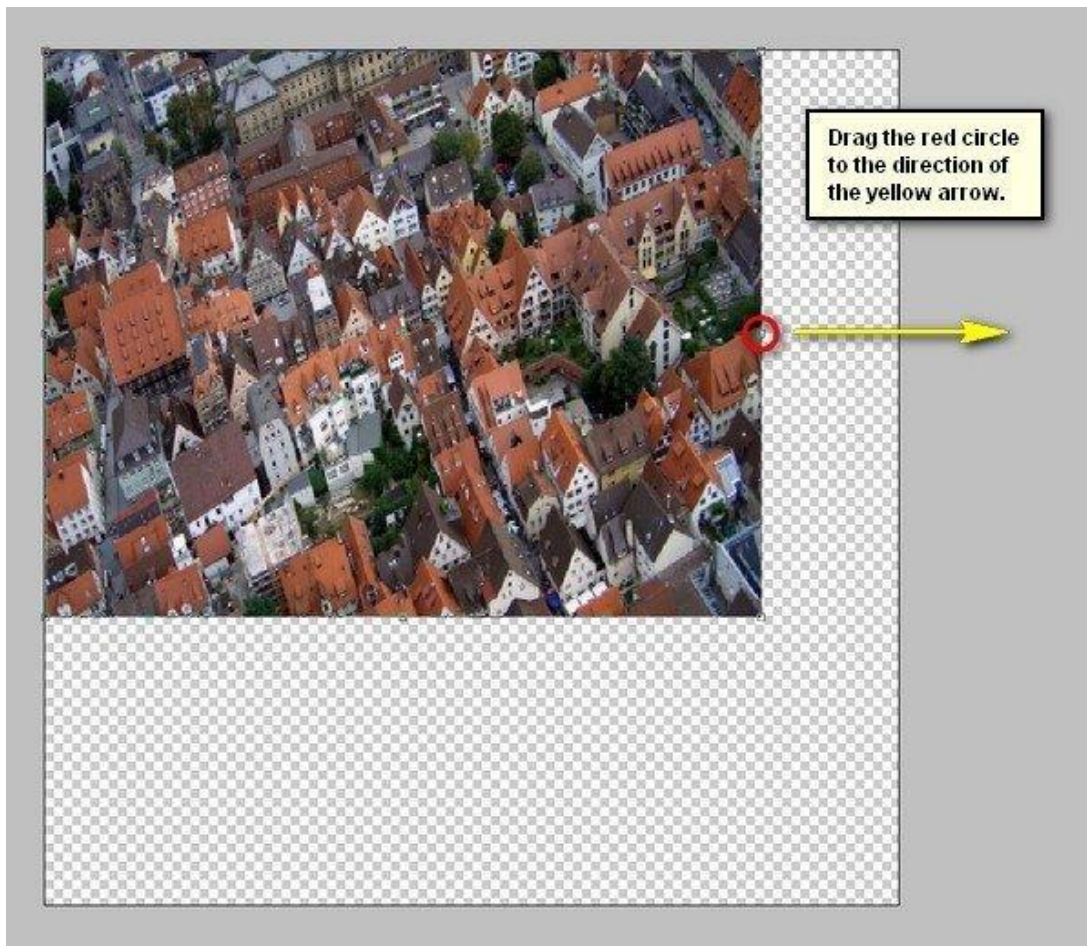 Drag the red circle
to the direction of
the yellow arrow.